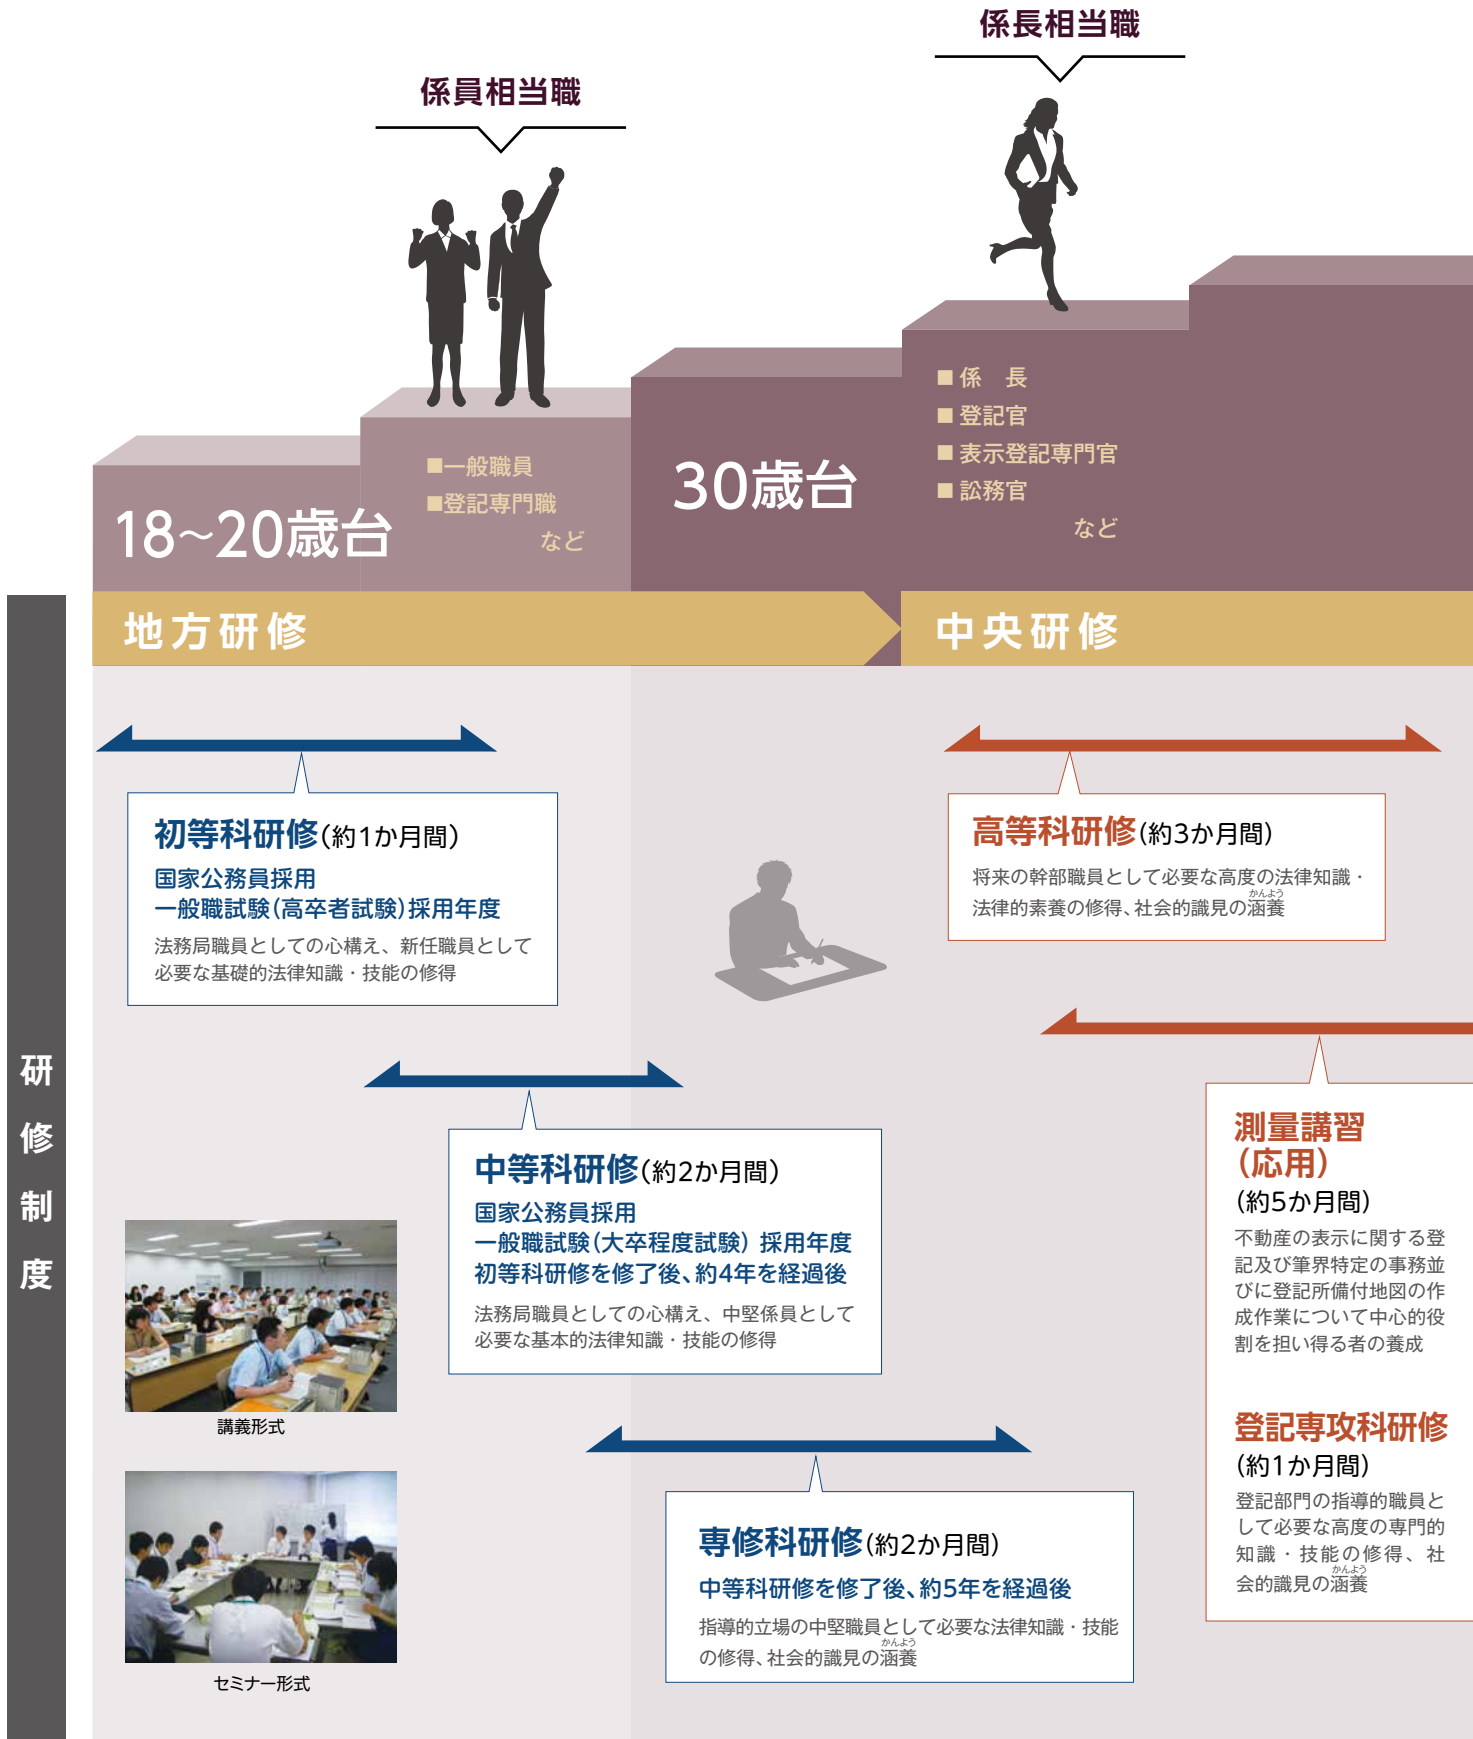 係長相当職
係員相当職
■ 係　長
■ 登記官
■ 表示登記専門官
■ 訟務官
など
30歳台
■一般職員
■登記専門職
など
18～20歳台
地方研修
中央研修
研修制度
初等科研修(約1か月間)
国家公務員採用
一般職試験(高卒者試験)採用年度
法務局職員としての心構え、新任職員として
必要な基礎的法律知識・技能の修得
高等科研修(約3か月間)
将来の幹部職員として必要な高度の法律知識・
かんよう
法律的素養の修得、社会的識見の涵養
中等科研修(約2か月間)
国家公務員採用
一般職試験(大卒程度試験) 採用年度
初等科研修を修了後、約4年を経過後
法務局職員としての心構え、中堅係員として
必要な基本的法律知識・技能の修得
測量講習
(応用)
(約5か月間)
不動産の表示に関する登
記及び筆界特定の事務並
びに登記所備付地図の作
成作業について中心的役
割を担い得る者の養成
登記専攻科研修
(約1か月間)
登記部門の指導的職員と
して必要な高度の専門的
知識・技能の修得、社
かんよう
会的識見の涵養
講義形式
セミナー形式
専修科研修(約2か月間)
中等科研修を修了後、約5年を経過後
指導的立場の中堅職員として必要な法律知識・技能
かんよう
の修得、社会的識見の涵養